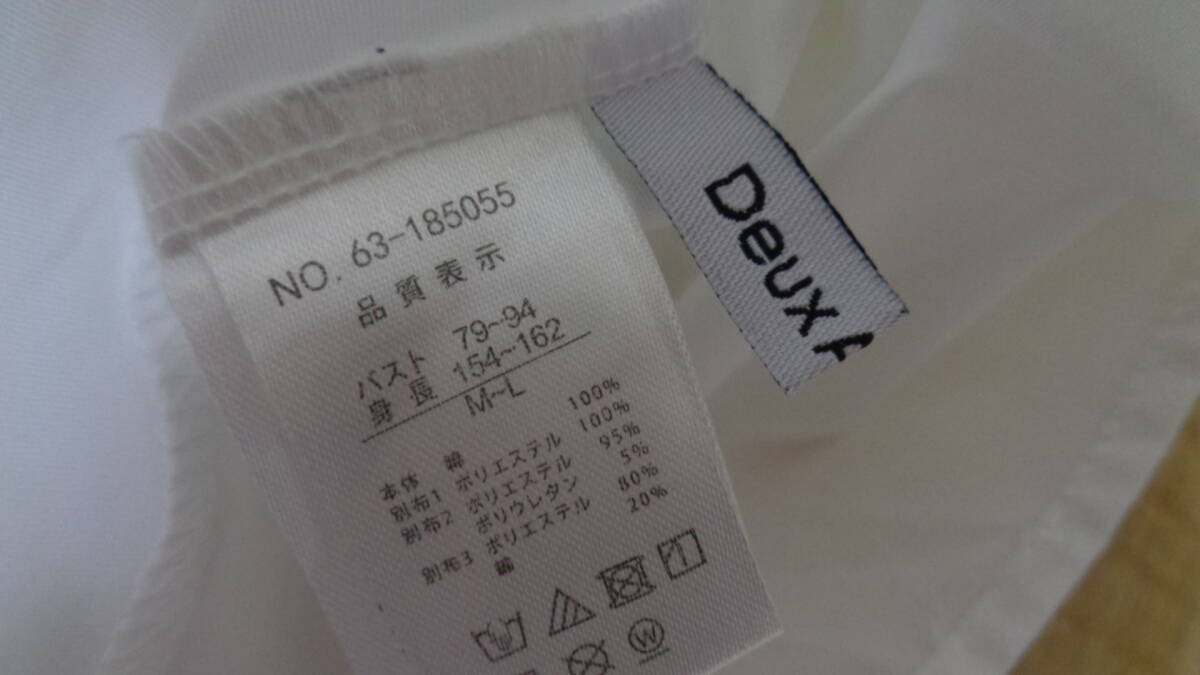 NO. 63-185055
品質表示
バスト 79~94
身長 154~162
M~L
本体 綿 100%
別布1 ポリエステル 100%
別布2 ポリエステル 95%
ポリウレタン 5%
別布3 ポリエステル 80%
綿 20%
W
Deux A